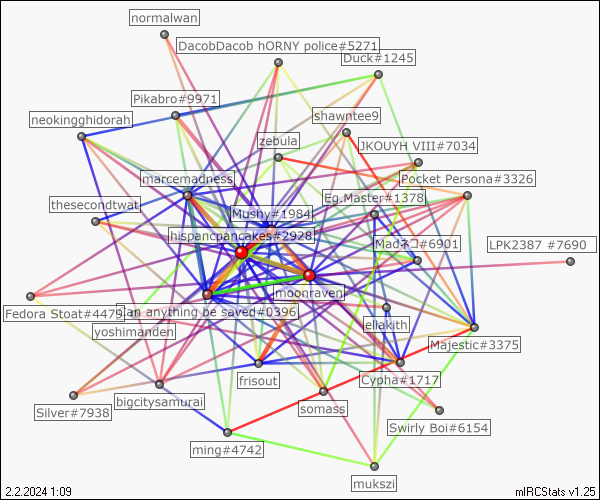 normalwan
DacobDacob hORNY police#5271
Duck#1245
Pikabro#9971
shawntee9
neokingghidorah
zebula
JKOUYH VIII#7034
marcemadness
Pocket Persona#3326
Eg.Master#1378
thesecondtwat
Mushy#1984
hispancpancakes#2928
Madネコ#6901
LPK2387 #7690
moonraven
Fedora Stoat#4479
an anything be saved#0396
eliakith
yoshimanden
Majestic#3375
frisout
Cypha#1717
bigcitysamurai
somass
Silver#7938
Swirly Boi#6154
ming#4742
mukszi
2.2.2024 1:09
mIRCStats v1.25